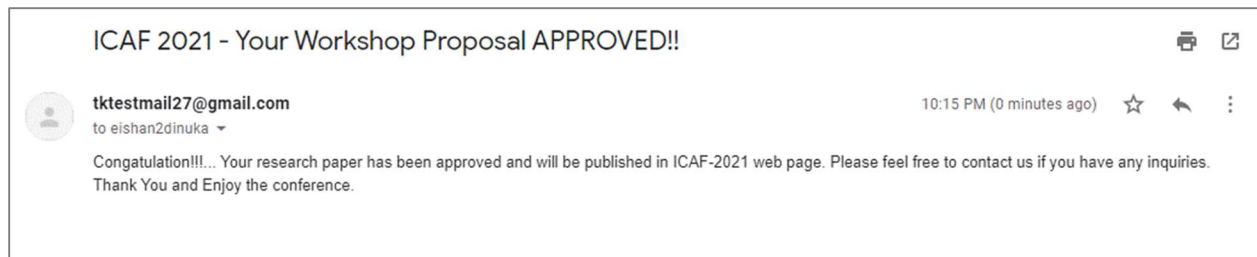 ICAF 2021 - Your Workshop Proposal APPROVED!!
tktestmail27@gmail.com
10:15 PM (0 minutes ago)
to eishan2dinuka
Congatulation!!!... Your research paper has been approved and will be published in ICAF-2021 web page. Please feel free to contact us if you have any inquiries.
Thank You and Enjoy the conference.